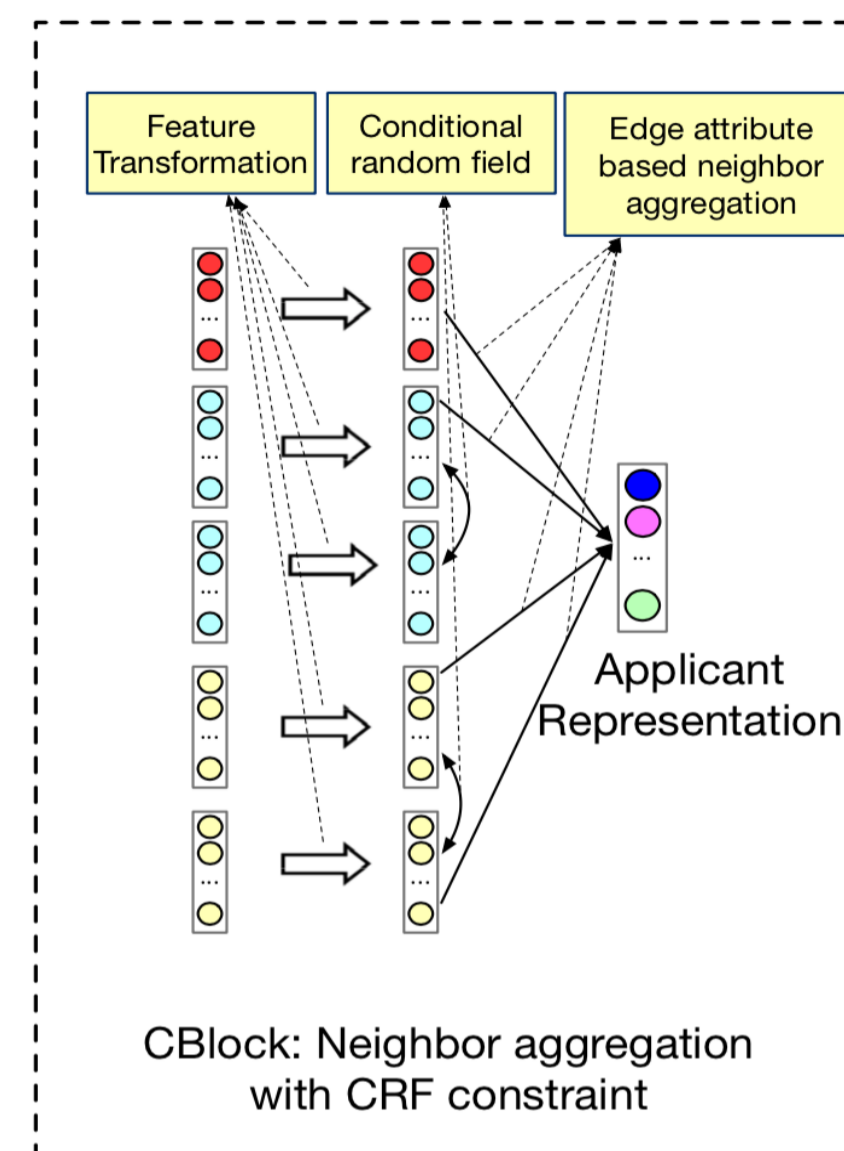 Feature
Transformation
Conditional
random field
Edge attribute
based neighbor
aggregation
...
...
...
...
...
...
...
...
...
...
...
Applicant
Representation
CBlock: Neighbor aggregation
with CRF constraint